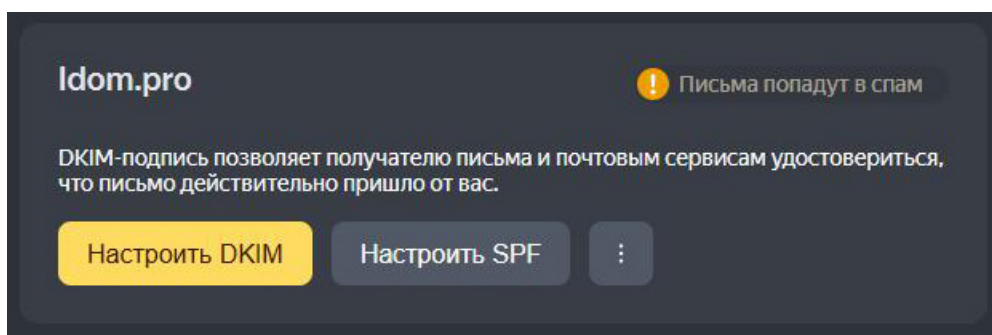 ldom.pro
Письма попадут в спам
DKIM-подпись позволяет получателю письма и почтовым сервисам удостовериться,
что письмо действительно пришло от вас.
Настроить DKIM
Настроить SPF